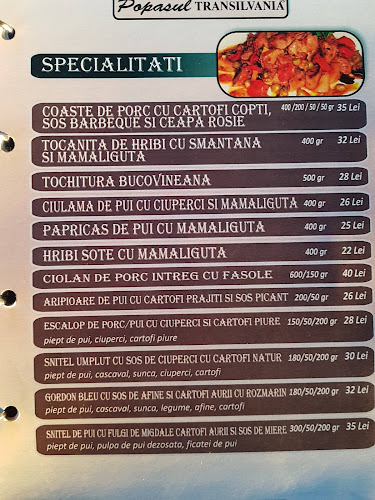 Popasul TRANSILVANIA
SPECIALITATI
COASTE DE PORC CU CARTOFI COPTI, 400/200/50/50 gr 35 Lei
SOS BARBEQUE SI CEAPA ROSIE
TOCANITA DE HRIBI CU SMANTANA 400 gr 32 Lei
SI MAMALIGUTA
TOCHITURA BUCOVINEANA 500 gr 28 Lei
CIULAMA DE PUI CU CIUPERCI SI MAMALIGUTA 400 gr 26 Lei
PAPRICAS DE PUI CU MAMALIGUTA 400 gr 25 Lei
HRIBI SOTE CU MAMALIGUTA 400 gr 22 Lei
CIOLAN DE PORC INTREG CU FASOLE 600/150 gr 40 Lei
ARIPIOARE DE PUI CU CARTOFI PRAJITI SI SOS PICANT 200/50 gr 26 Lei
ESCALOP DE PORC/PUI CU CIUPERCI SI CARTOFI PIURE 150/50/200 gr 28 Lei
piept de pui, ciuperci, cartofi piure
SNITEL UMPLUT CU SOS DE CIUPERCI CU CARTOFI NATUR 180/50/200 gr 30 Lei
piept de pui, cascaval, sunca, ciuperci, cartofi
GORDON BLEU CU SOS DE AFINE SI CARTOFI AURII CU ROZMARIN 180/50/200 gr 32 Lei
piept de pui, cascaval, sunca, legume, afine, cartofi
SNITEL DE PUI CU FULGI DE MIGDALE CARTOFI AURII SI SOS DE MIERE 300/50/200 gr 35 Lei
piept de pui, pulpa de pui dezosata, ficatei de pui